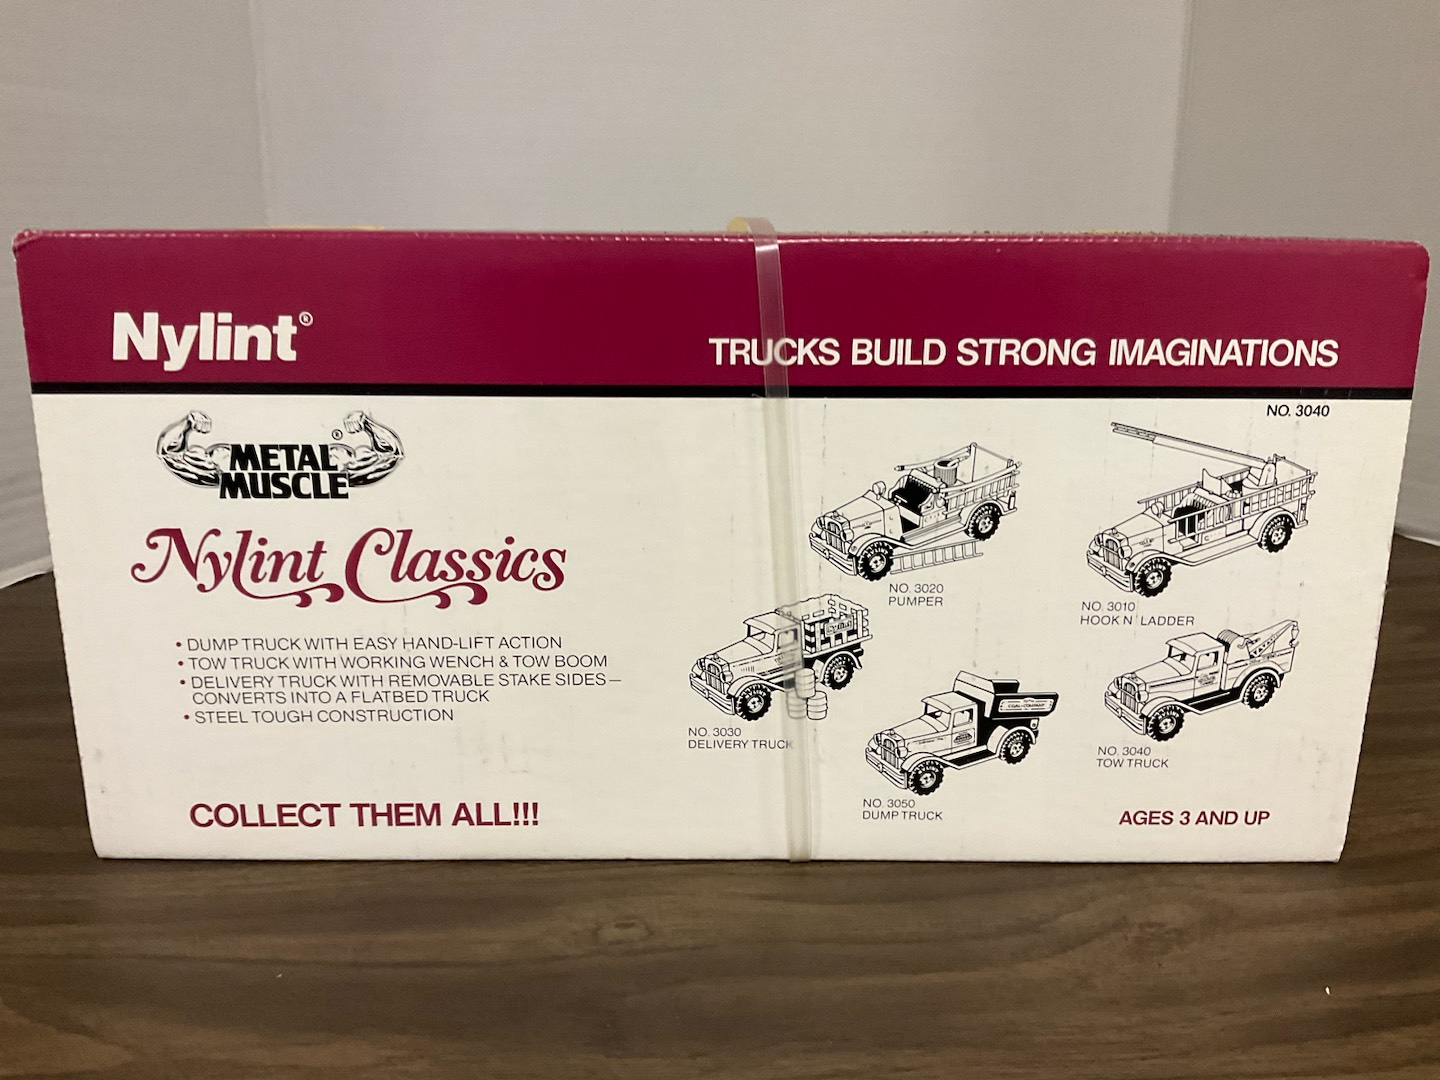 Nylint®
TRUCKS BUILD STRONG IMAGINATIONS
NO. 3040
METAL ®
MUSCLE
Nylint Classics
• DUMP TRUCK WITH EASY HAND-LIFT ACTION
• TOW TRUCK WITH WORKING WENCH & TOW BOOM
• DELIVERY TRUCK WITH REMOVABLE STAKE SIDES—
CONVERTS INTO A FLATBED TRUCK
• STEEL TOUGH CONSTRUCTION
COLLECT THEM ALL!!!
NO. 3020
PUMPER
NO. 3010
HOOK N' LADDER
NO. 3030
DELIVERY TRUCK
NO. 3050
DUMP TRUCK
NO. 3040
TOW TRUCK
AGES 3 AND UP